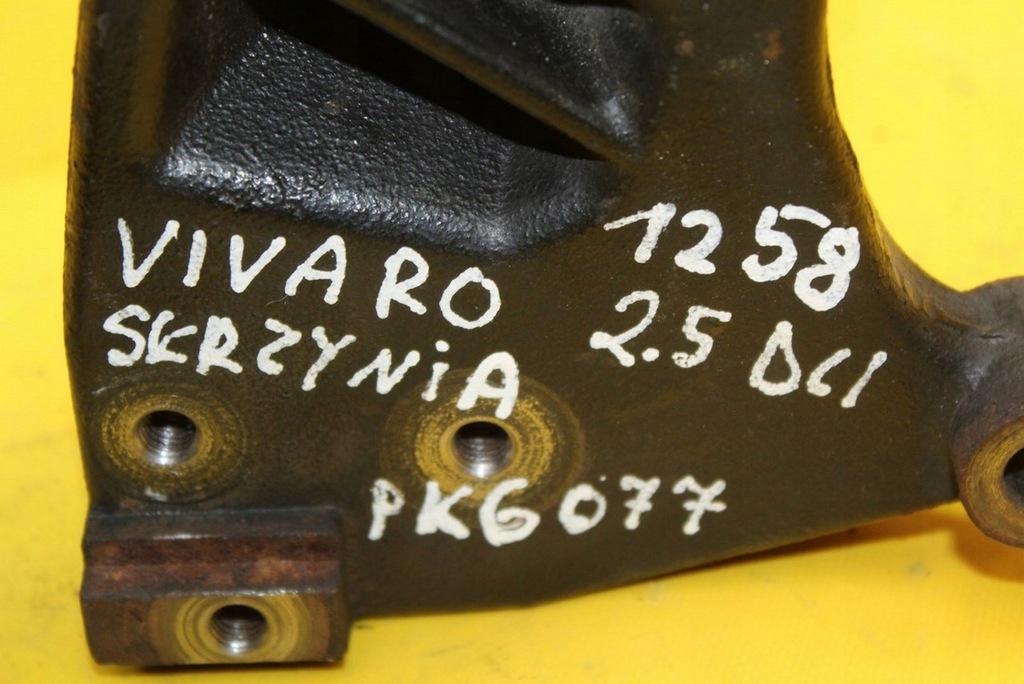 VIVARO 1258
SKRZYNiA 2.5 DCI
PK6077